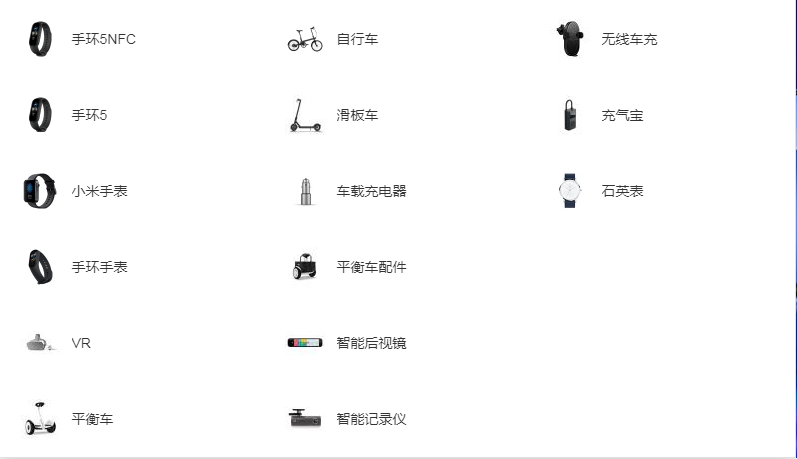 手环5NFC
手环5
小米手表
手环手表
VR
平衡车
自行车
滑板车
车载充电器
平衡车配件
智能后视镜
智能记录仪
无线车充
充气宝
石英表